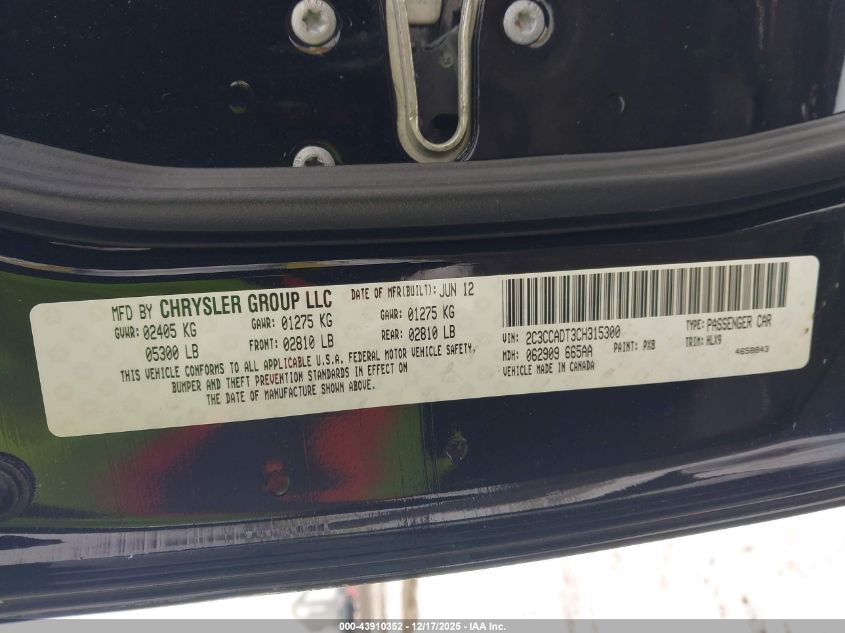 MFD BY CHRYSLER GROUP LLC DATE OF MFR(BUILT): JUN 12
GVWR: 02405 KG GAWR: 01275 KG GAWR: 01275 KG
05300 LB FRONT: 02810 LB REAR: 02810 LB
THIS VEHICLE CONFORMS TO ALL APPLICABLE U.S.A. FEDERAL MOTOR VEHICLE SAFETY,
BUMPER AND THEFT PREVENTION STANDARDS IN EFFECT ON
THE DATE OF MANUFACTURE SHOWN ABOVE.
VIN: 2C3CCADT3CH315300 TYPE: PASSENGER CAR
MDH: 062909 665AA PAINT: PX8 TRIM: HLX9
VEHICLE MADE IN CANADA 4658843
000-43910352 - 12/17/2025 - IAA Inc.